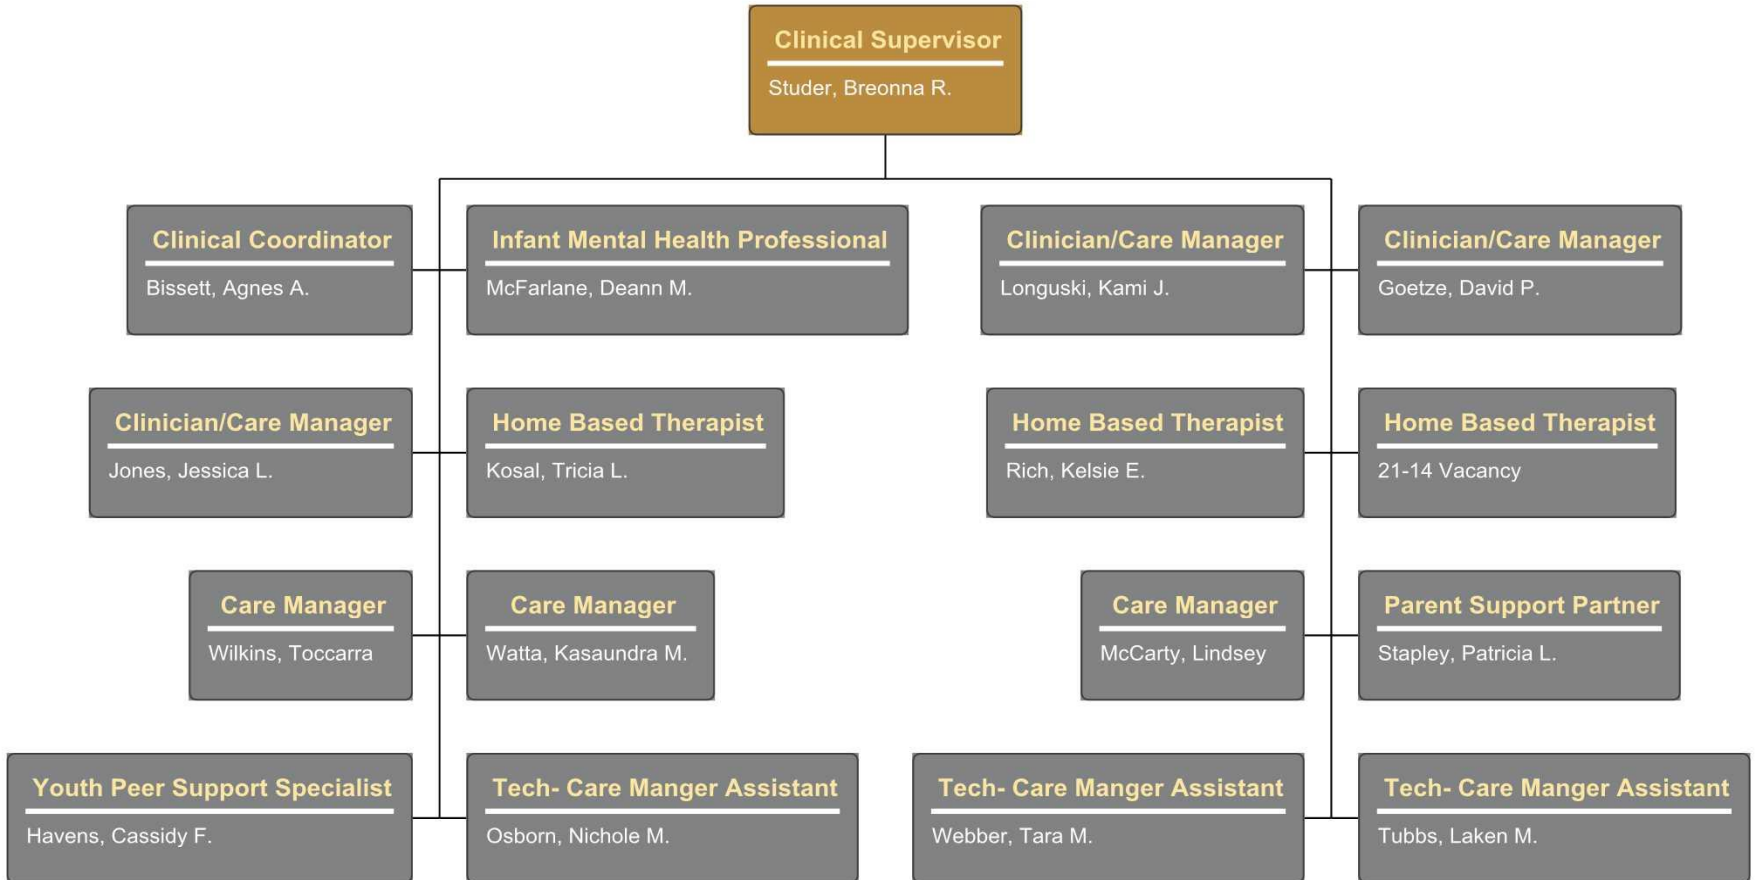 Clinical Supervisor
Studer, Breonna R.
Clinical Coordinator
Bissett, Agnes A.
Infant Mental Health Professional
McFarlane, Deann M.
Clinician/Care Manager
Longuski, Kami J.
Clinician/Care Manager
Goetze, David P.
Clinician/Care Manager
Jones, Jessica L.
Home Based Therapist
Kosal, Tricia L.
Home Based Therapist
Rich, Kelsie E.
Home Based Therapist
21-14 Vacancy
Care Manager
Wilkins, Toccarra
Care Manager
Watta, Kasaundra M.
Care Manager
McCarty, Lindsey
Parent Support Partner
Stapley, Patricia L.
Youth Peer Support Specialist
Havens, Cassidy F.
Tech- Care Manger Assistant
Osborn, Nichole M.
Tech- Care Manger Assistant
Webber, Tara M.
Tech- Care Manger Assistant
Tubbs, Laken M.